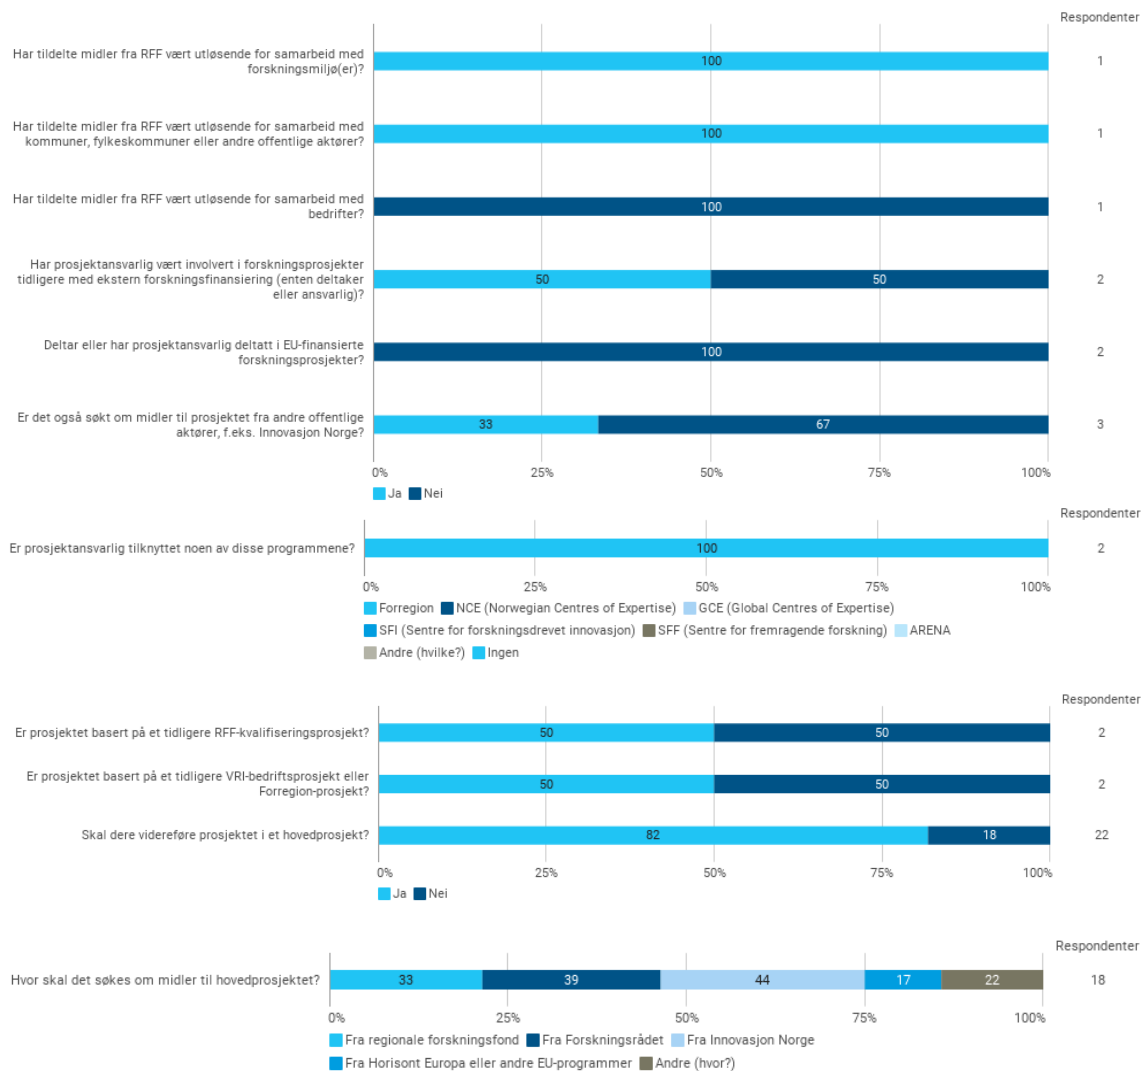 Respondenter
Har tildelte midler fra RFF vært utløsende for samarbeid med
forskningsmiljø(er)?
100
1
Har tildelte midler fra RFF vært utløsende for samarbeid med
kommuner, fylkeskommuner eller andre offentlige aktører?
100
1
Har tildelte midler fra RFF vært utløsende for samarbeid med
bedrifter?
100
1
Har prosjektansvarlig vært involvert i forskningsprosjekter
tidligere med ekstern forskningsfinansiering (enten deltaker
eller ansvarlig)?
50 50
2
Deltar eller har prosjektansvarlig deltatt i EU-finansierte
forskningsprosjekter?
100
2
Er det også søkt om midler til prosjektet fra andre offentlige
aktører, f.eks. Innovasjon Norge?
33 67
3
0% 25% 50% 75% 100%
Ja Nei
Respondenter
Er prosjektansvarlig tilknyttet noen av disse programmene?
100
2
0% 25% 50% 75% 100%
Forregion NCE (Norwegian Centres of Expertise) GCE (Global Centres of Expertise)
SFI (Sentre for forskningsdrevet innovasjon) SFF (Sentre for fremragende forskning) ARENA
Andre (hvilke?) Ingen
Respondenter
Er prosjektet basert på et tidligere RFF-kvalifiseringsprosjekt?
50 50
2
Er prosjektet basert på et tidligere VRI-bedriftsprosjekt eller
Forregion-prosjekt?
50 50
2
Skal dere videreføre prosjektet i et hovedprosjekt?
82 18
22
0% 25% 50% 75% 100%
Ja Nei
Respondenter
Hvor skal det søkes om midler til hovedprosjektet?
33 39 44 17 22
18
0% 25% 50% 75% 100%
Fra regionale forskningsfond Fra Forskningsrådet Fra Innovasjon Norge
Fra Horisont Europa eller andre EU-programmer Andre (hvor?)